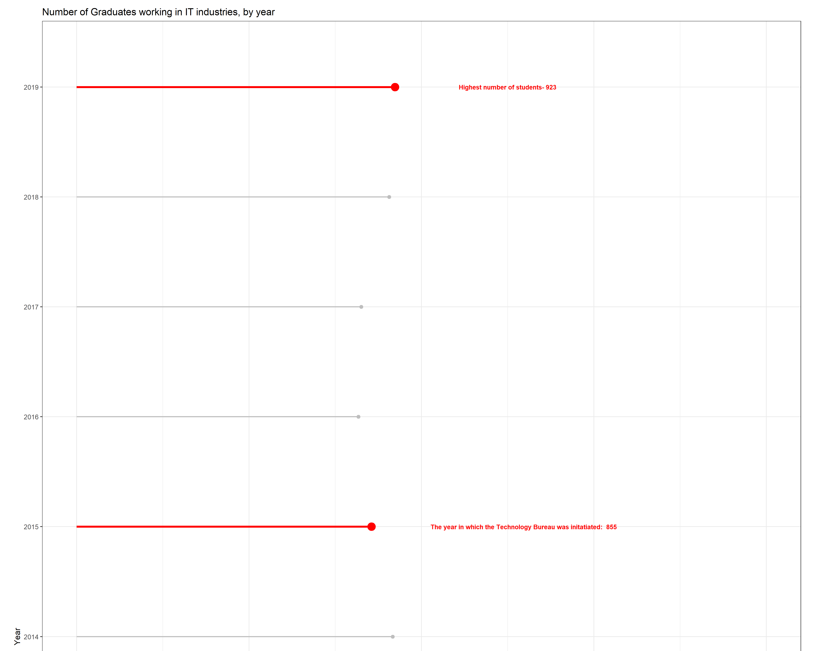 Number of Graduates working in IT industries, by year
2019
Highest number of students- 923
2018
2017
2016
2015
The year in which the Technology Bureau was initatiated:  855
Year
2014